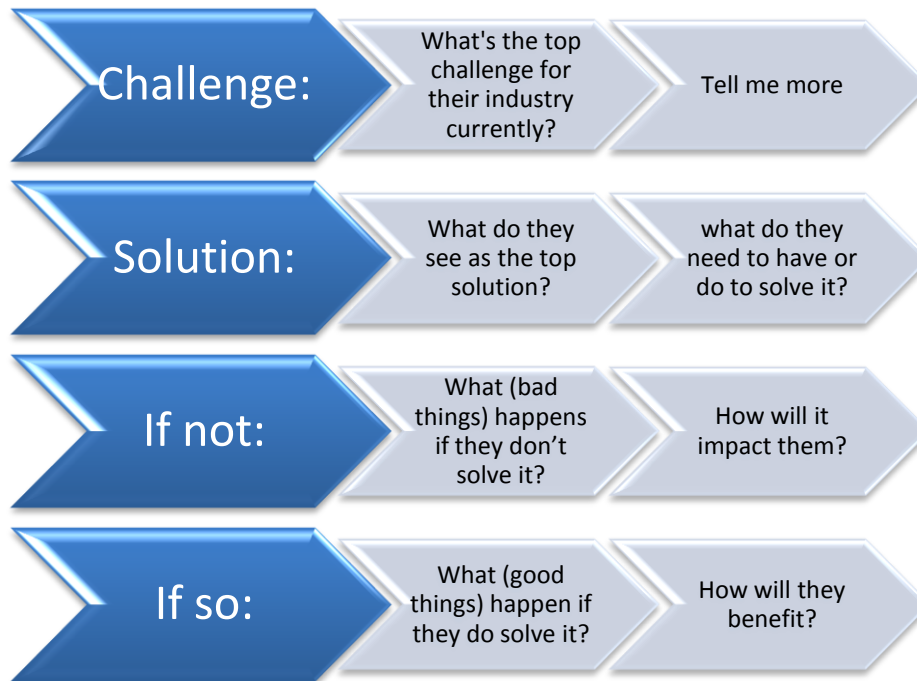 Challenge:
What's the top
challenge for
their industry
currently?
Tell me more
Solution:
What do they
see as the top
solution?
what do they
need to have or
do to solve it?
If not:
What (bad
things) happens
if they don’t
solve it?
How will it
impact them?
If so:
What (good
things) happen if
they do solve it?
How will they
benefit?